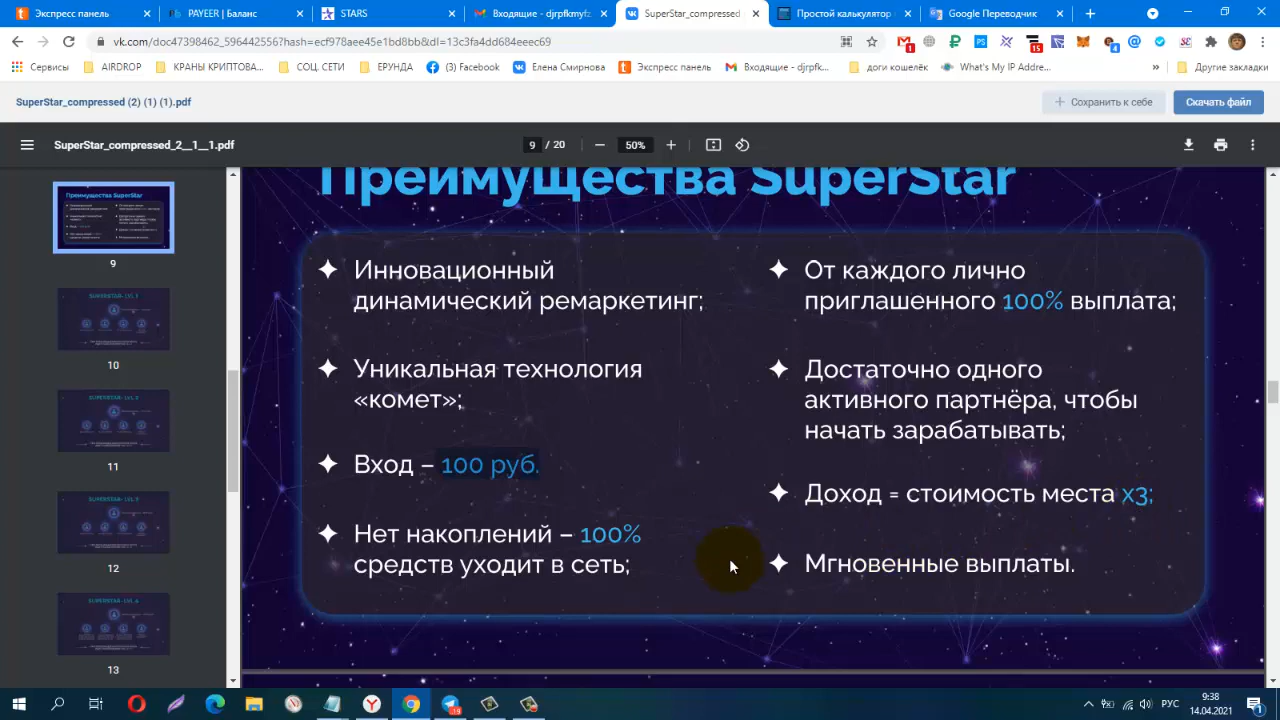 Экспресс панель
PAYEER | Баланс
STARS
Входящие - djrpfkmyfz
SuperStar_compressed
Простой калькулятор
Google Переводчик
vk.com/doc47398462_596442556?hash=ecf978aee45e1bd8bb&dl=13c3fa4dd684eeec69
Сервисы
AIRDROP
КРАНЫ КРИПТОВА...
СОЦ. СЕТИ
ЕРУНДА
(3) Facebook
Елена Смирнова
Экспресс панель
Входящие - djrpfk...
доги кошелёк
What's My IP Addre...
»
Другие закладки
SuperStar_compressed (2) (1) (1).pdf
Сохранить к себе
Скачать файл
SuperStar_compressed_2__1__1.pdf
9 / 20
50%
Преимущества SuperStar
Инновационный
динамический ремаркетинг;
Уникальная технология
«комет»;
Вход – 100 руб.
Нет накоплений – 100%
средств уходит в сеть;
От каждого лично
приглашенного 100% выплата;
Достаточно одного
активного партнёра, чтобы
начать зарабатывать;
Доход = стоимость места x3;
Мгновенные выплаты.
Преимущества SuperStar
9
10
11
12
13
РУС
9:38
14.04.2021